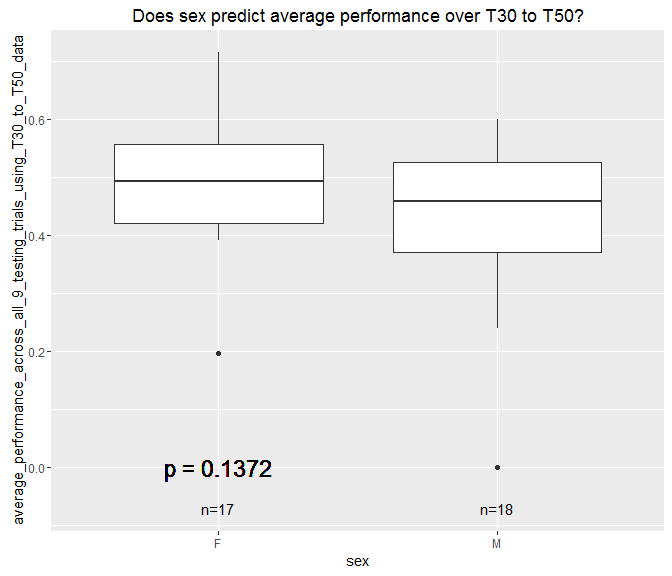 Does sex predict average performance over T30 to T50?
average_performance_across_all_9_testing_trials_using_T30_to_T50_data
0.6
0.4
0.2
0.0
p = 0.1372
n=17
n=18
F
M
sex